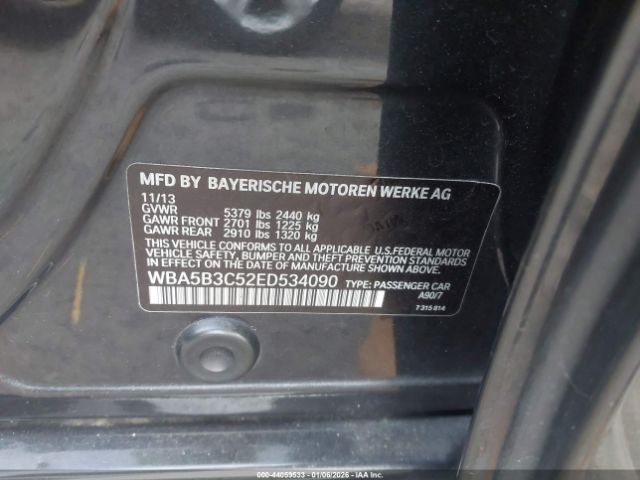 MFD BY BAYERISCHE MOTOREN WERKE AG
11/13
GVWR 5379 lbs 2440 kg
GAWR FRONT 2701 lbs 1225 kg
GAWR REAR 2910 lbs 1320 kg
THIS VEHICLE CONFORMS TO ALL APPLICABLE U.S.FEDERAL MOTOR
VEHICLE SAFETY, BUMPER AND THEFT PREVENTION STANDARDS
IN EFFECT ON THE DATE OF MANUFACTURE SHOWN ABOVE.
WBA5B3C52ED534090 TYPE: PASSENGER CAR
A90/7
7 315 814
000-44059533 - 01/06/2026 - IAA Inc.